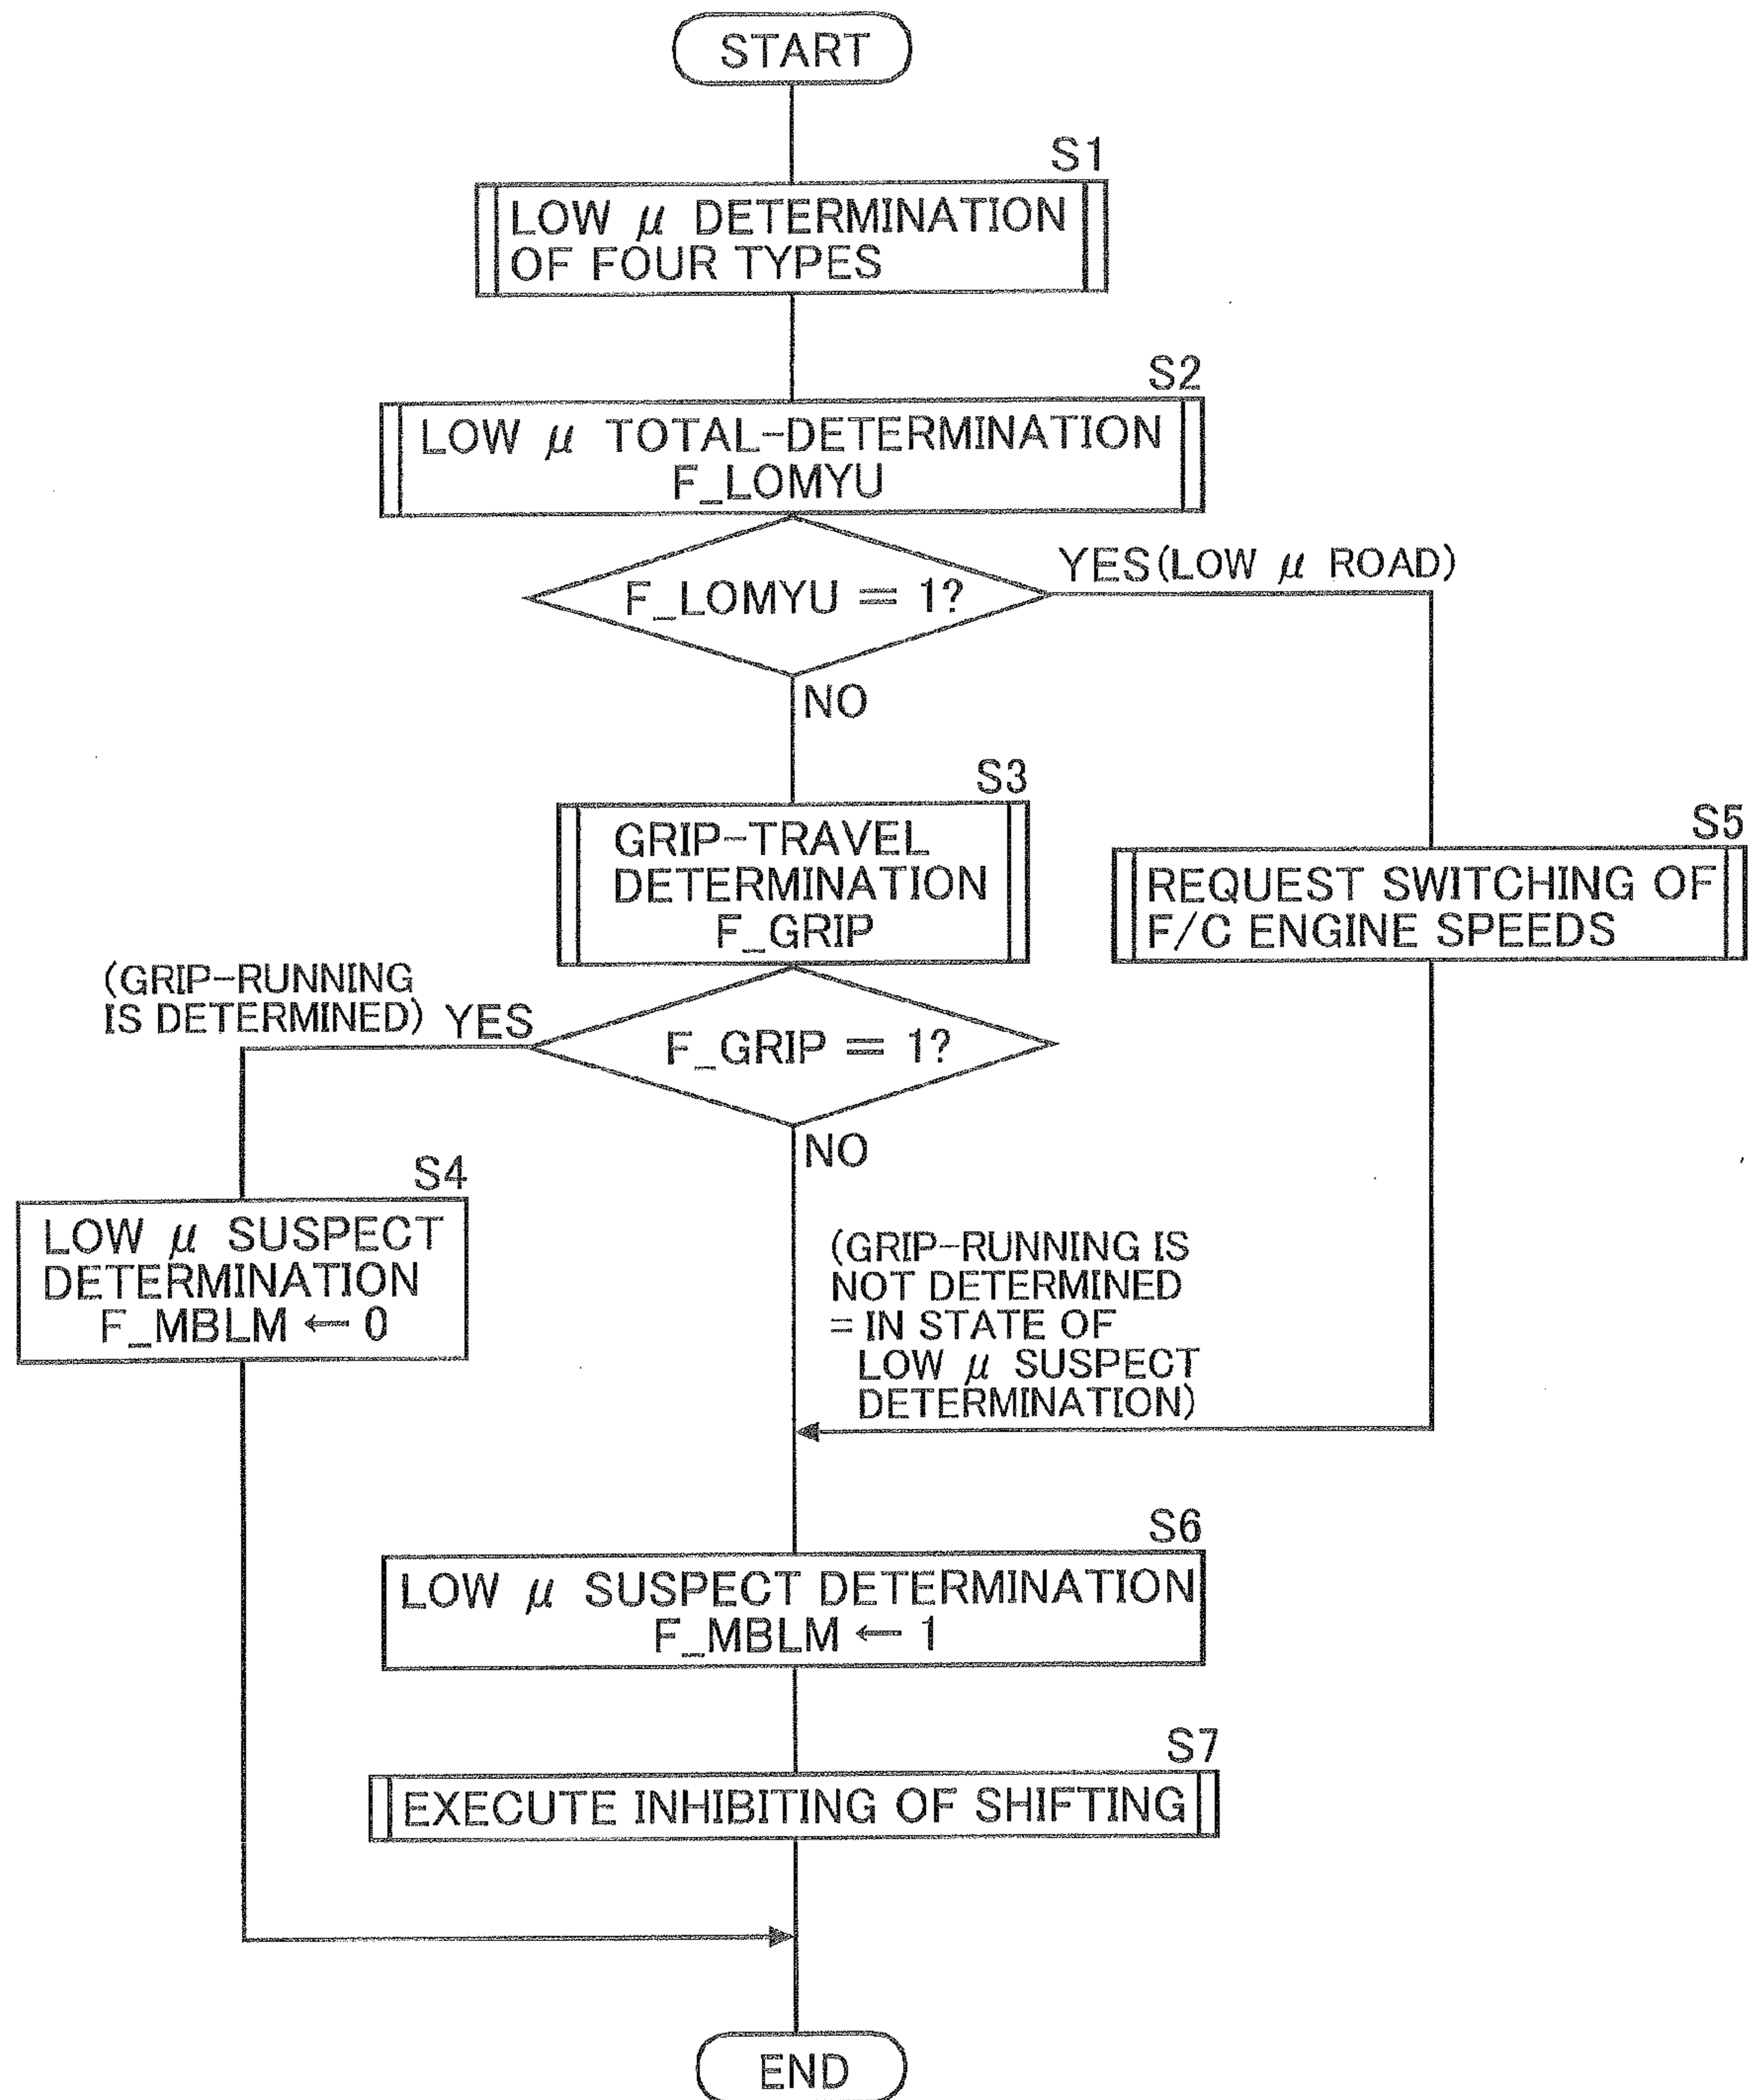 START
S1
LOW μ DETERMINATION
OF FOUR TYPES
S2
LOW μ TOTAL-DETERMINATION
F_LOMYU
F_LOMYU = 1?
YES(LOW μ ROAD)
NO
S3
GRIP-TRAVEL
DETERMINATION
F_GRIP
S5
REQUEST SWITCHING OF
F/C ENGINE SPEEDS
(GRIP-RUNNING
IS DETERMINED) YES
F_GRIP = 1?
NO
S4
LOW μ SUSPECT
DETERMINATION
F_MBLM ← 0
(GRIP-RUNNING IS
NOT DETERMINED
= IN STATE OF
LOW μ SUSPECT
DETERMINATION)
S6
LOW μ SUSPECT DETERMINATION
F_MBLM ← 1
S7
EXECUTE INHIBITING OF SHIFTING
END